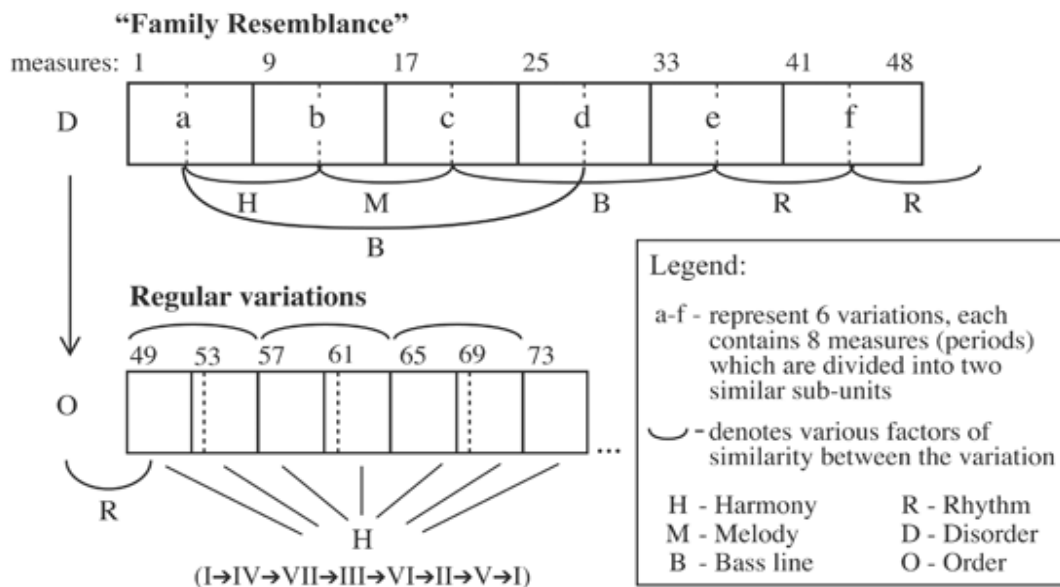 “Family Resemblance”
measures: 1 9 17 25 33 41 48
D a b c d e f
H M B R R
B
Regular variations
49 53 57 61 65 69 73
O
...
R
H
(I→IV→VII→III→VI→II→V→I)
Legend:
a-f - represent 6 variations, each
contains 8 measures (periods)
which are divided into two
similar sub-units
- denotes various factors of
similarity between the variation
H - Harmony R - Rhythm
M - Melody D - Disorder
B - Bass line O - Order